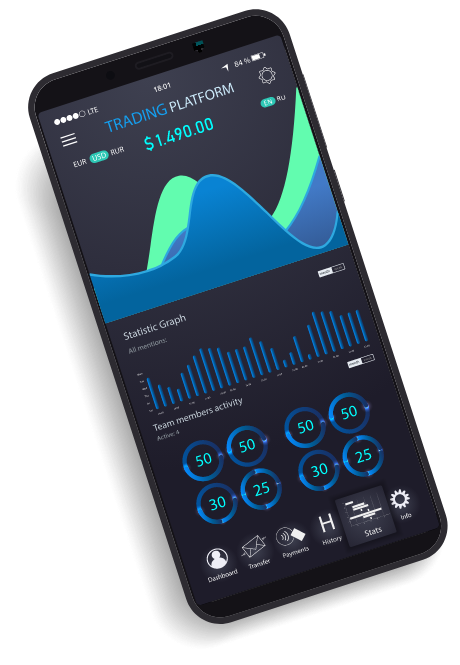 LTE
18:01
84 %
TRADING PLATFORM
EUR USD RUR
$1.490.00
EN RU
Statistic Graph
All mentions:
Team members activity
Active: 4
50 50 50 50
30 25 30 25
Dashboard
Transfer
Payments
H
History
Stats
Info